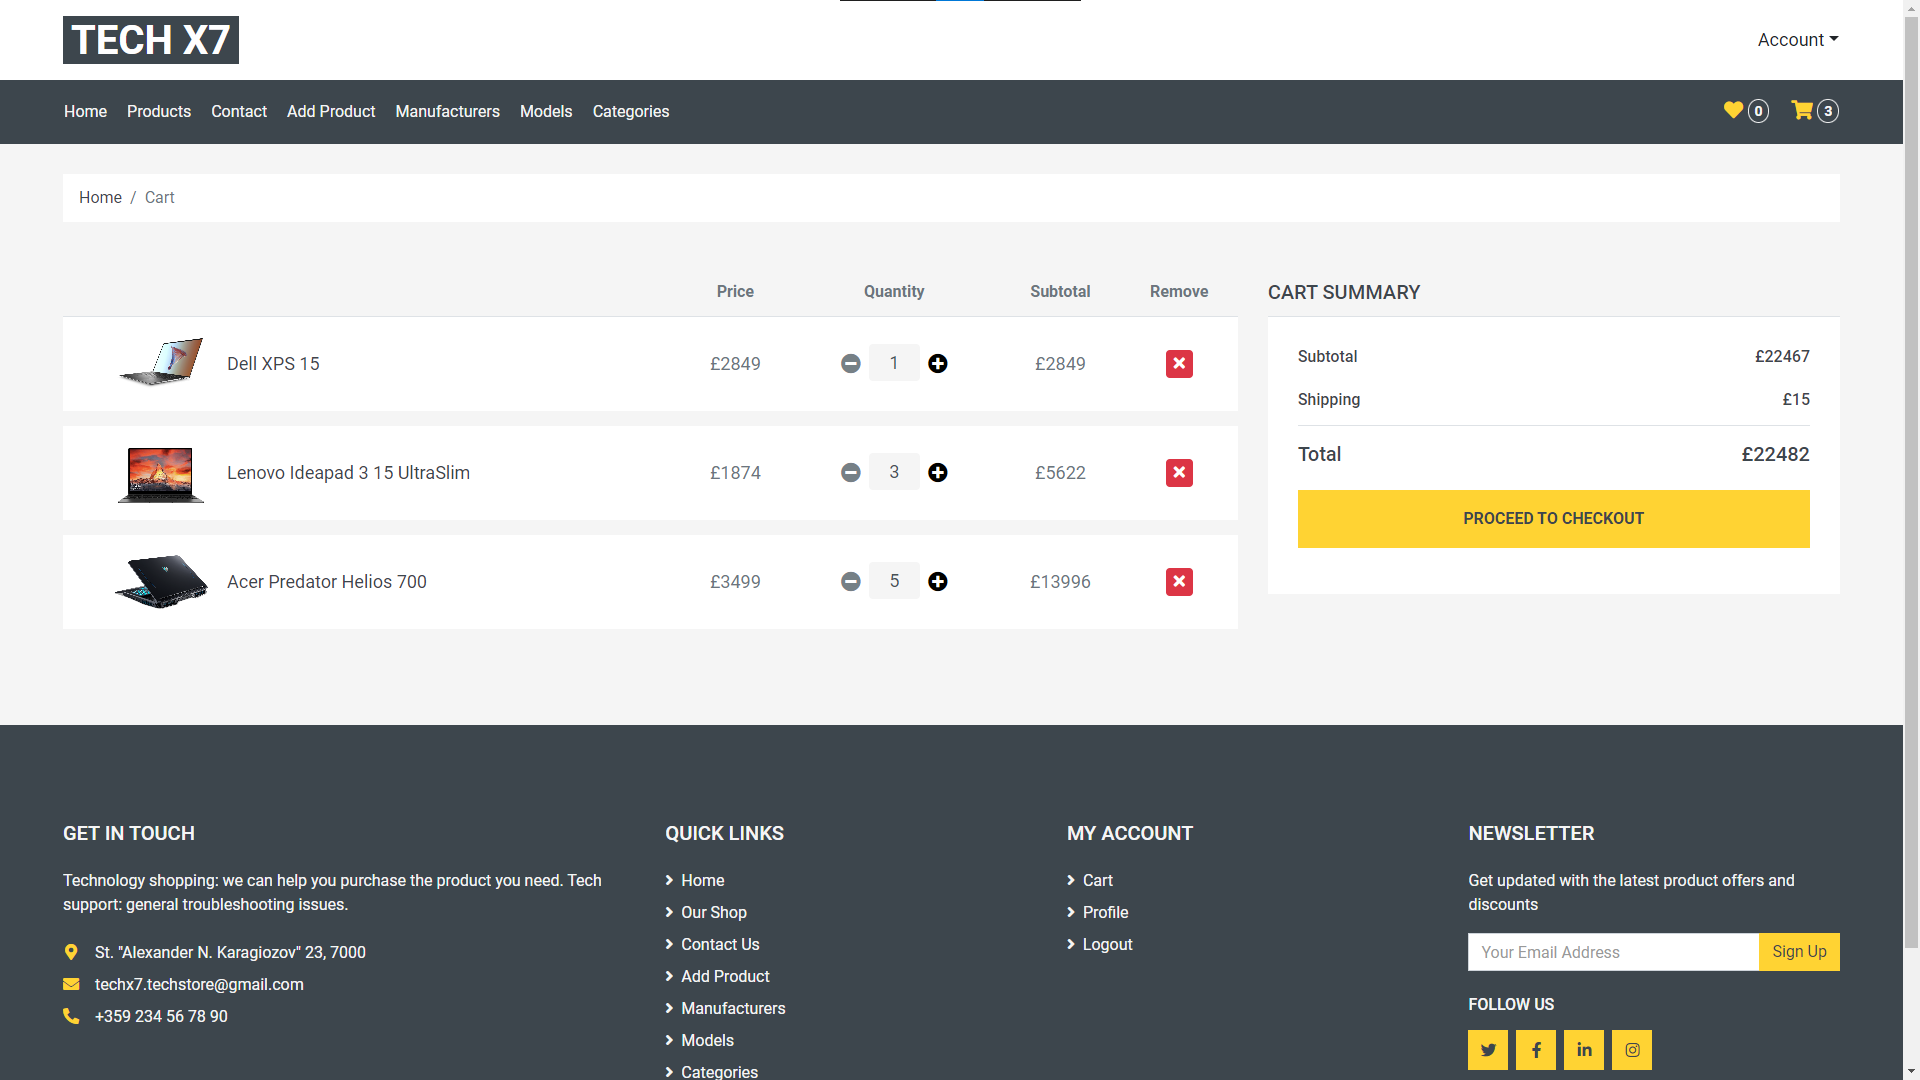 TECH X7
Account
Home Products Contact Add Product Manufacturers Models Categories 0 3
Home / Cart
Price Quantity Subtotal Remove
Dell XPS 15 £2849 1 £2849
Lenovo Ideapad 3 15 UltraSlim £1874 3 £5622
Acer Predator Helios 700 £3499 5 £13996
CART SUMMARY
Subtotal £22467
Shipping £15
Total £22482
PROCEED TO CHECKOUT
GET IN TOUCH
Technology shopping: we can help you purchase the product you need. Tech
support: general troubleshooting issues.
St. "Alexander N. Karagiozov" 23, 7000
techx7.techstore@gmail.com
+359 234 56 78 90
QUICK LINKS
Home
Our Shop
Contact Us
Add Product
Manufacturers
Models
Categories
MY ACCOUNT
Cart
Profile
Logout
NEWSLETTER
Get updated with the latest product offers and
discounts
Your Email Address Sign Up
FOLLOW US